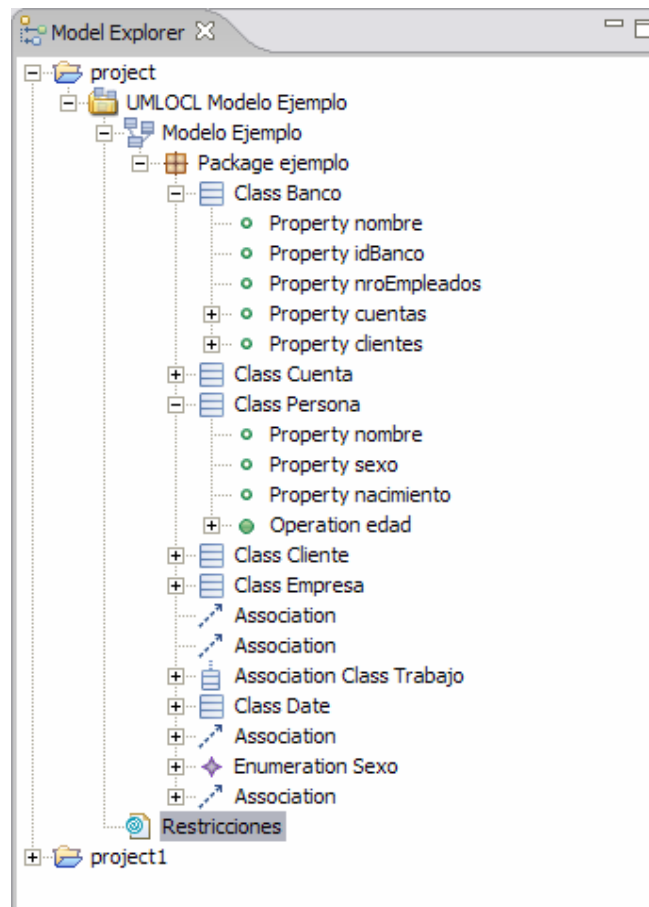 Model Explorer
project
UMLOCL Modelo Ejemplo
Modelo Ejemplo
Package ejemplo
Class Banco
Property nombre
Property idBanco
Property nroEmpleados
Property cuentas
Property clientes
Class Cuenta
Class Persona
Property nombre
Property sexo
Property nacimiento
Operation edad
Class Cliente
Class Empresa
Association
Association
Association Class Trabajo
Class Date
Association
Enumeration Sexo
Association
Restricciones
project1